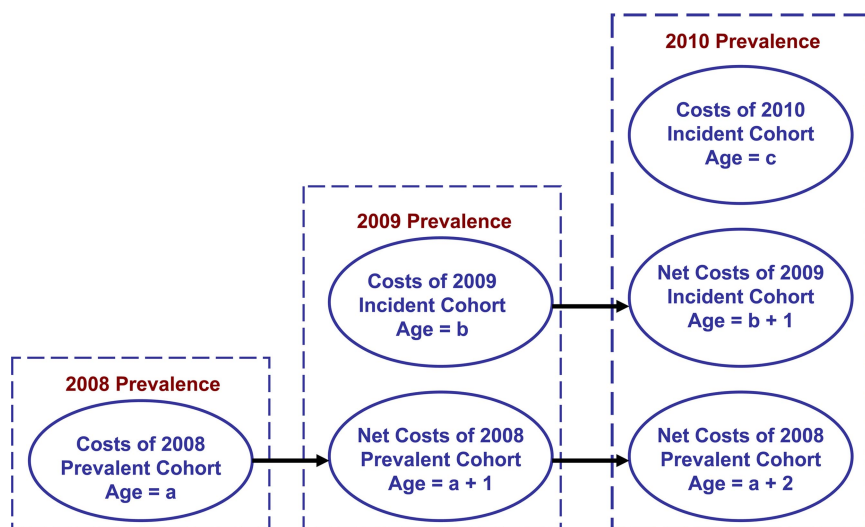 2010 Prevalence
Costs of 2010
Incident Cohort
Age = c
2009 Prevalence
Costs of 2009
Incident Cohort
Age = b
Net Costs of 2009
Incident Cohort
Age = b + 1
2008 Prevalence
Costs of 2008
Prevalent Cohort
Age = a
Net Costs of 2008
Prevalent Cohort
Age = a + 1
Net Costs of 2008
Prevalent Cohort
Age = a + 2